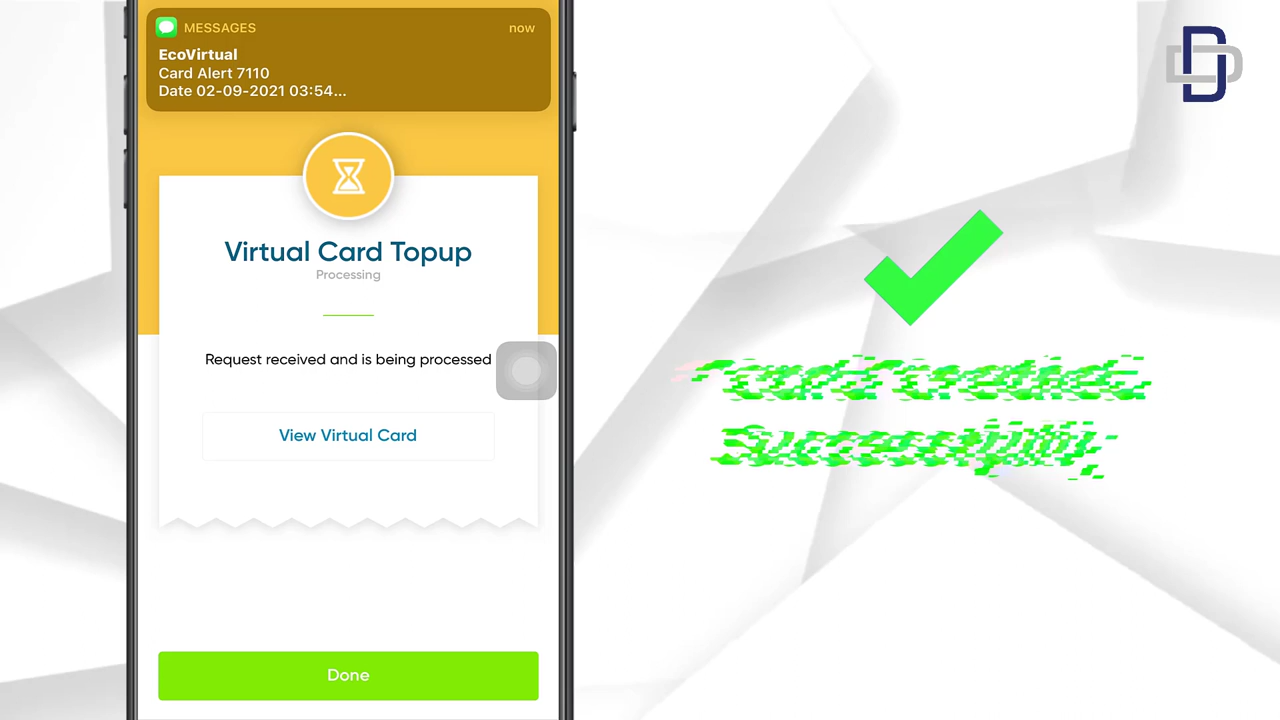 MESSAGES now
EcoVirtual
Card Alert 7110
Date 02-09-2021 03:54...
Virtual Card Topup
Processing
Request received and is being processed
View Virtual Card
Done
Successfully